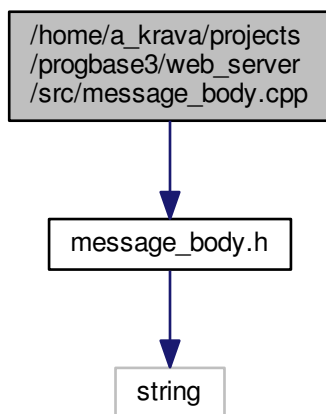 /home/a_krava/projects
/progbase3/web_server
/src/message_body.cpp
message_body.h
string